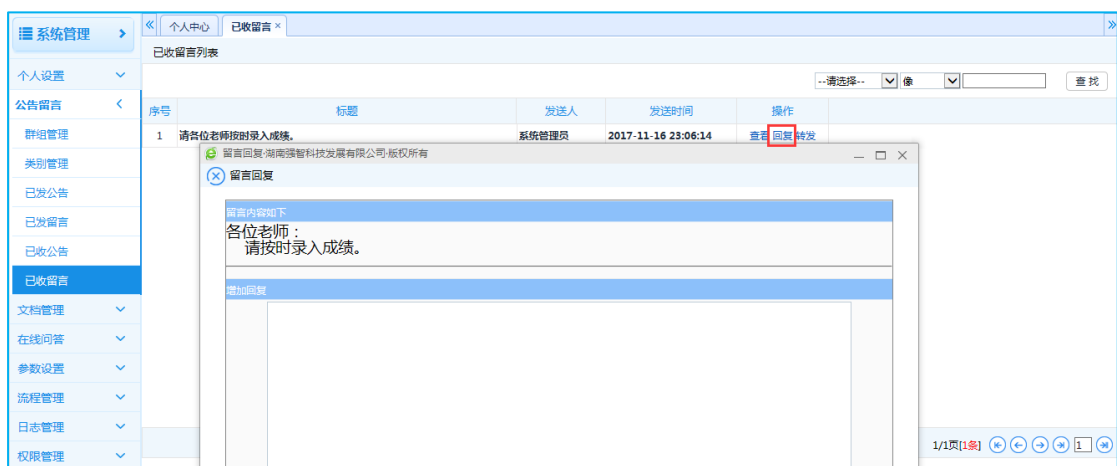 系统管理
个人中心 已收留言
已收留言列表
个人设置
--请选择-- 像 查找
公告留言
序号 标题 发送人 发送时间 操作
群组管理
1 请各位老师按时录入成绩。 系统管理员 2017-11-16 23:06:14 查看 回复 转发
类别管理
已发公告
已发留言
已收公告
已收留言
文档管理
在线问答
参数设置
流程管理
日志管理
权限管理
留言回复-湖南强智科技发展有限公司·版权所有
留言回复
留言内容如下
各位老师：
请按时录入成绩。
增加回复
1/1页[1条] 1